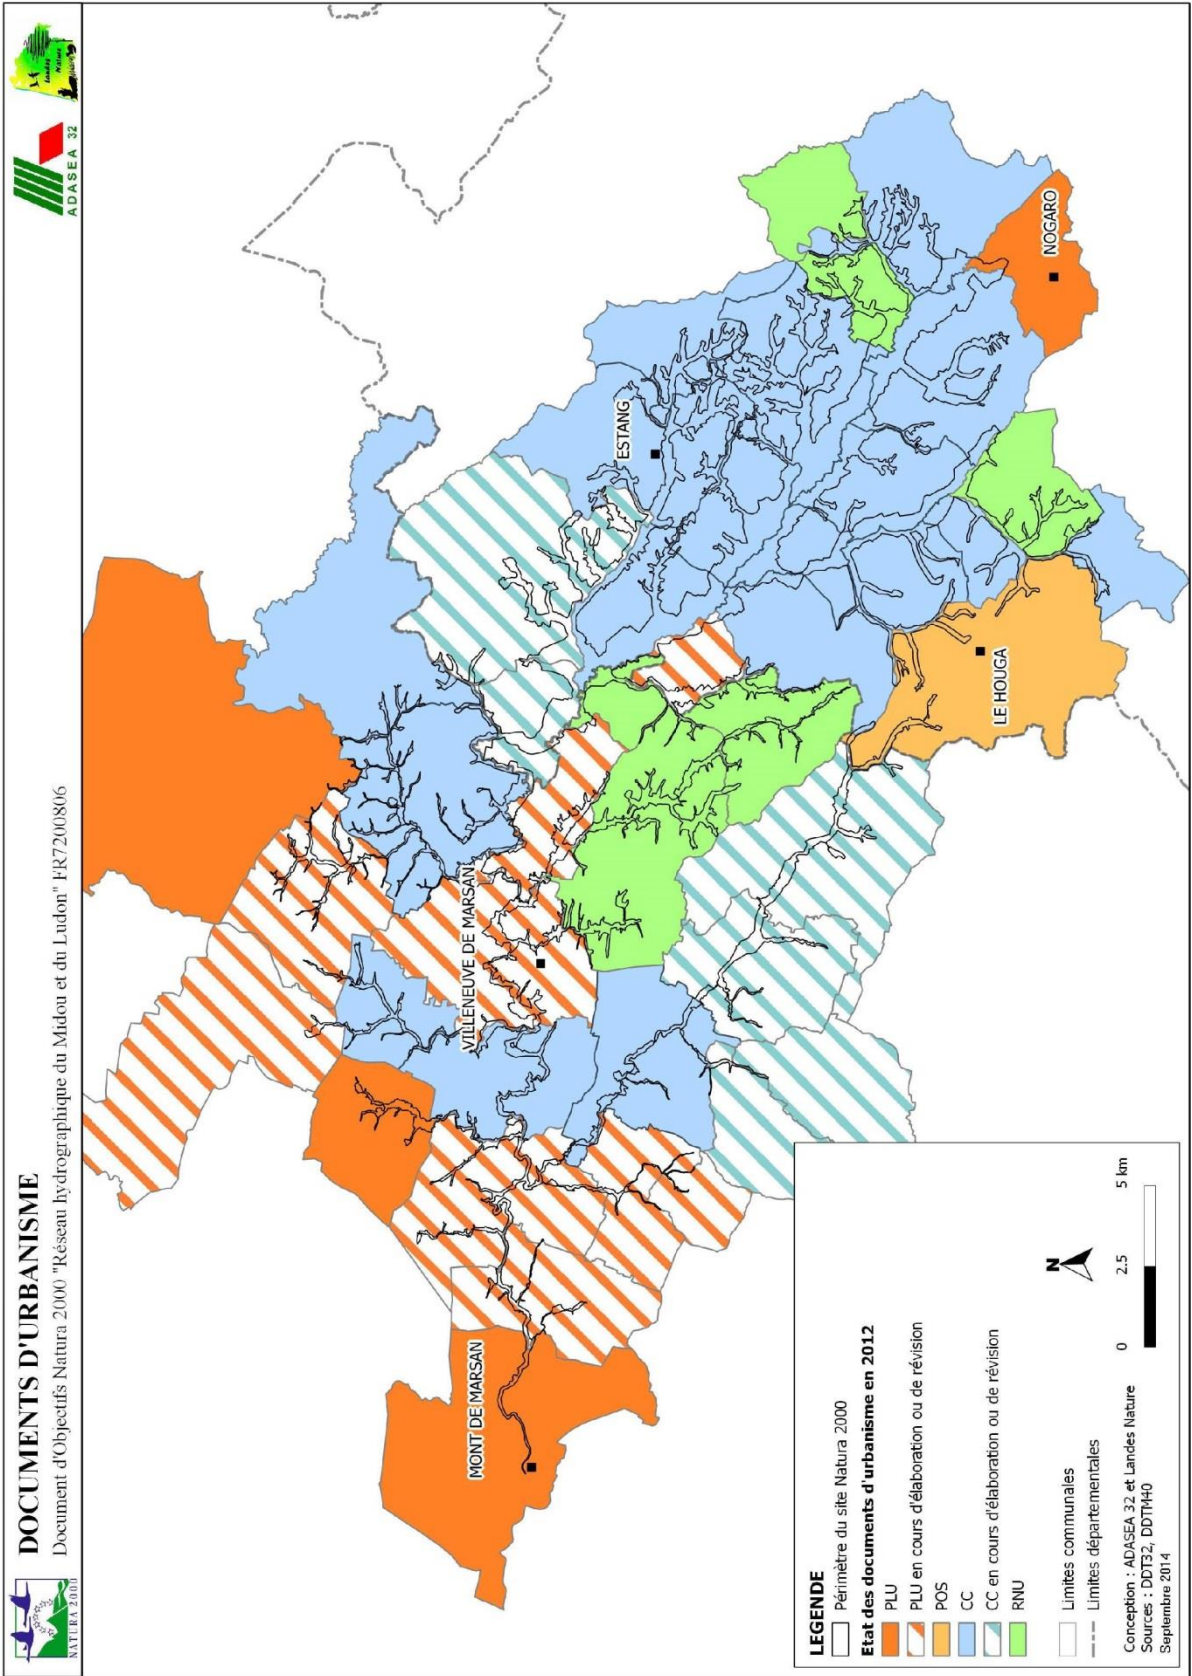 DOCUMENTS D'URBANISME
Document d'Objectifs Natura 2000 "Réseau hydrographique du Midou et du Ludon" FR7200806
NATURA 2000
ADASEA 32
Landes
Nature
MONT DE MARSAN
VILLENEUVE DE MARSAN
ESTANG
LE HOUGA
NOGARO
LEGENDE
Périmètre du site Natura 2000
Etat des documents d'urbanisme en 2012
PLU
PLU en cours d'élaboration ou de révision
POS
CC
CC en cours d'élaboration ou de révision
RNU
Limites communales
Limites départementales
N
0 2.5 5 km
Conception : ADASEA 32 et Landes Nature
Sources : DDT32, DDTM40
Septembre 2014